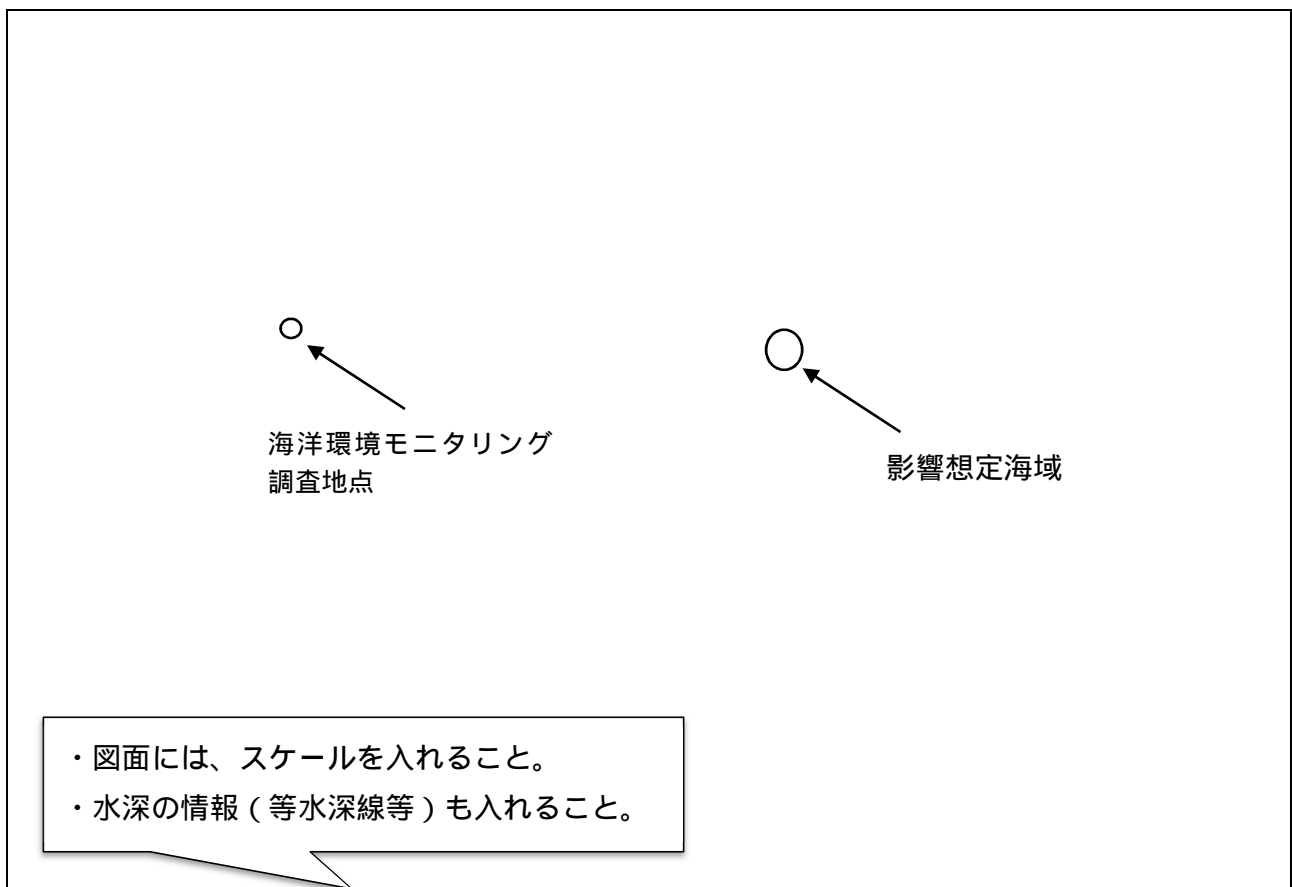 海洋環境モニタリング
調査地点
影響想定海域
・図面には、スケールを入れること。
・水深の情報（等水深線等）も入れること。